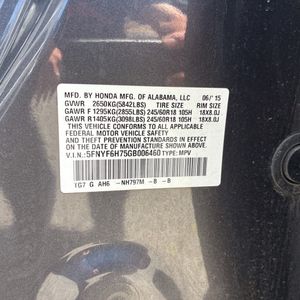 MFD. BY HONDA MFG. OF ALABAMA, LLC 06/'15
GVWR 2650KG(5842LBS) TIRE SIZE RIM SIZE
GAWR F 1295KG(2855LBS) 245/60R18 105H 18X8.0J
GAWR R 1405KG(3098LBS) 245/60R18 105H 18X8.0J
THIS VEHICLE CONFORMS TO ALL APPLICABLE
FEDERAL MOTOR VEHICLE SAFETY AND THEFT
PREVENTION STANDARDS IN EFFECT ON THE
DATE OF MANUFACTURE SHOWN ABOVE.
V.I.N.: 5FNYF6H75GB006460 TYPE: MPV
TG7 G AH6 -NH797M -B -B